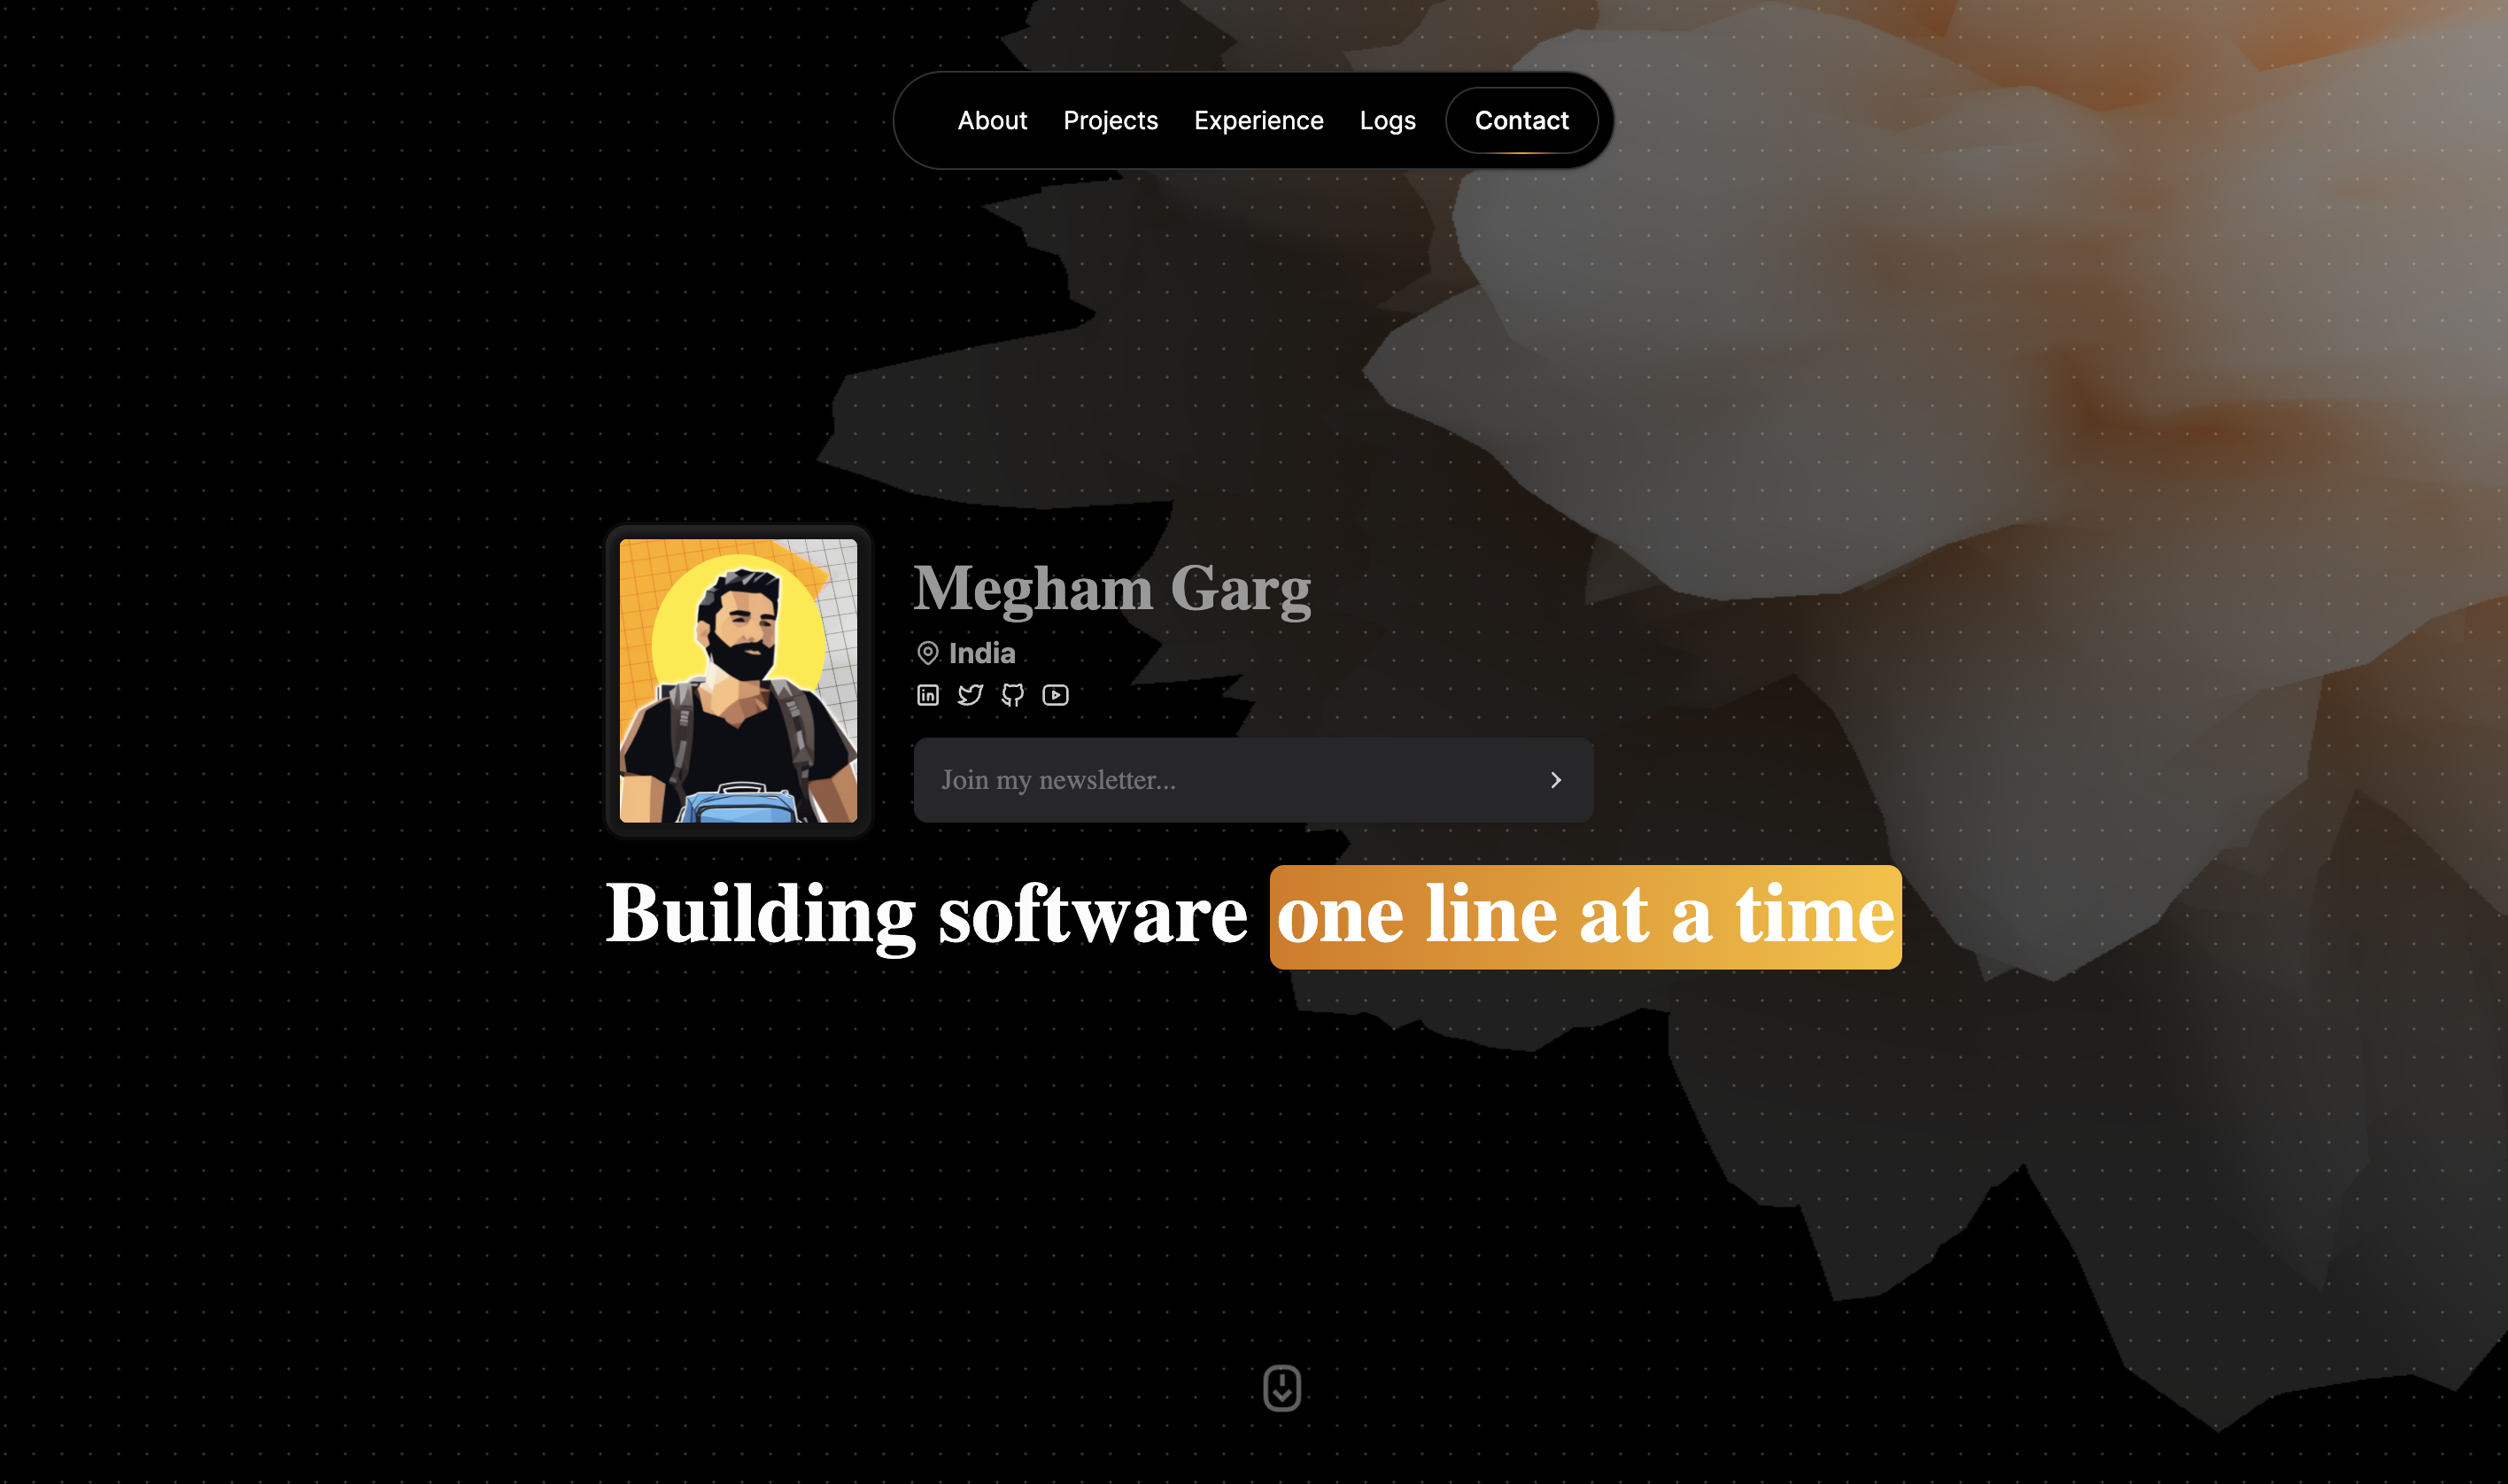 About Projects Experience Logs Contact
Megham Garg
India
Join my newsletter...
Building software one line at a time